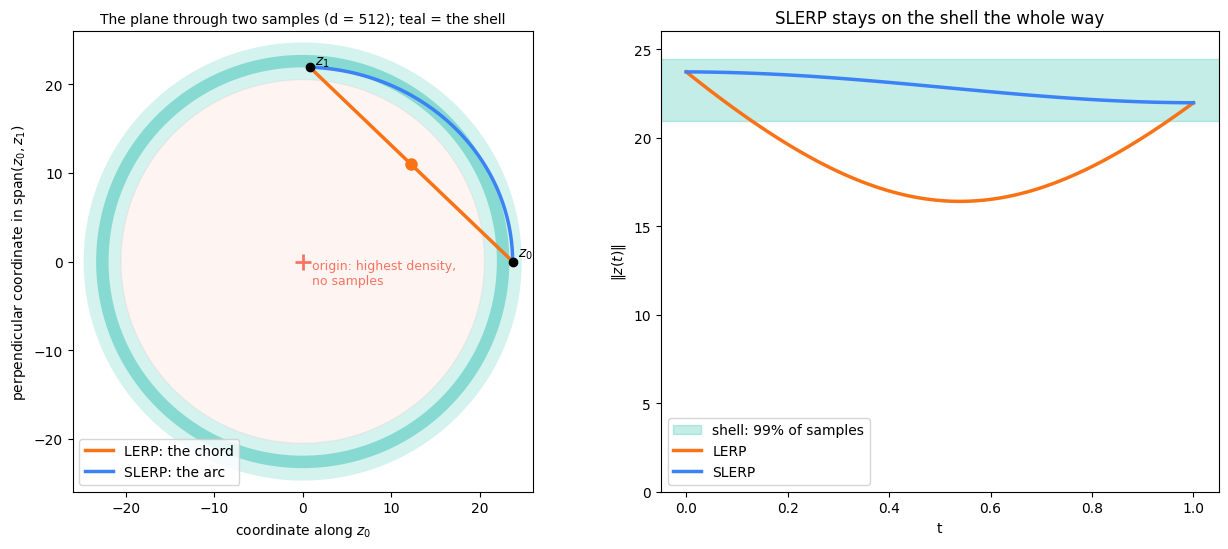 The plane through two samples (d = 512); teal = the shell
perpendicular coordinate in span(z₀, z₁)
20
10
0
−10
−20
z₁
z₀
origin: highest density,
no samples
LERP: the chord
SLERP: the arc
−20 −10 0 10 20
coordinate along z₀
SLERP stays on the shell the whole way
‖z(t)‖
25
20
15
10
5
0
shell: 99% of samples
LERP
SLERP
0.0 0.2 0.4 0.6 0.8 1.0
t